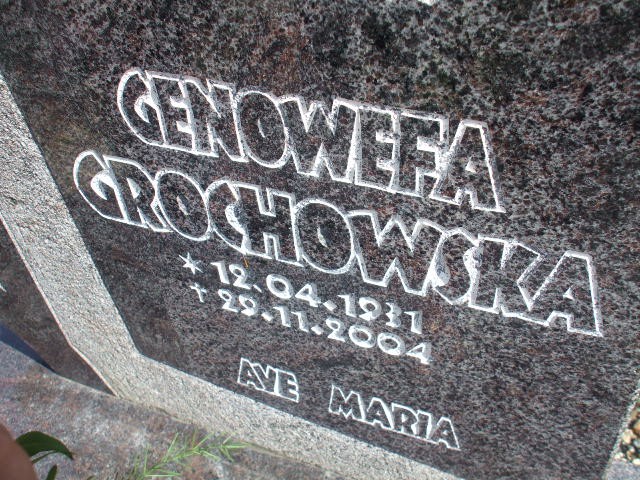 GENOWEFA
GROCHOWSKA
* 12.04.1931
† 29.11.2004
AVE MARIA